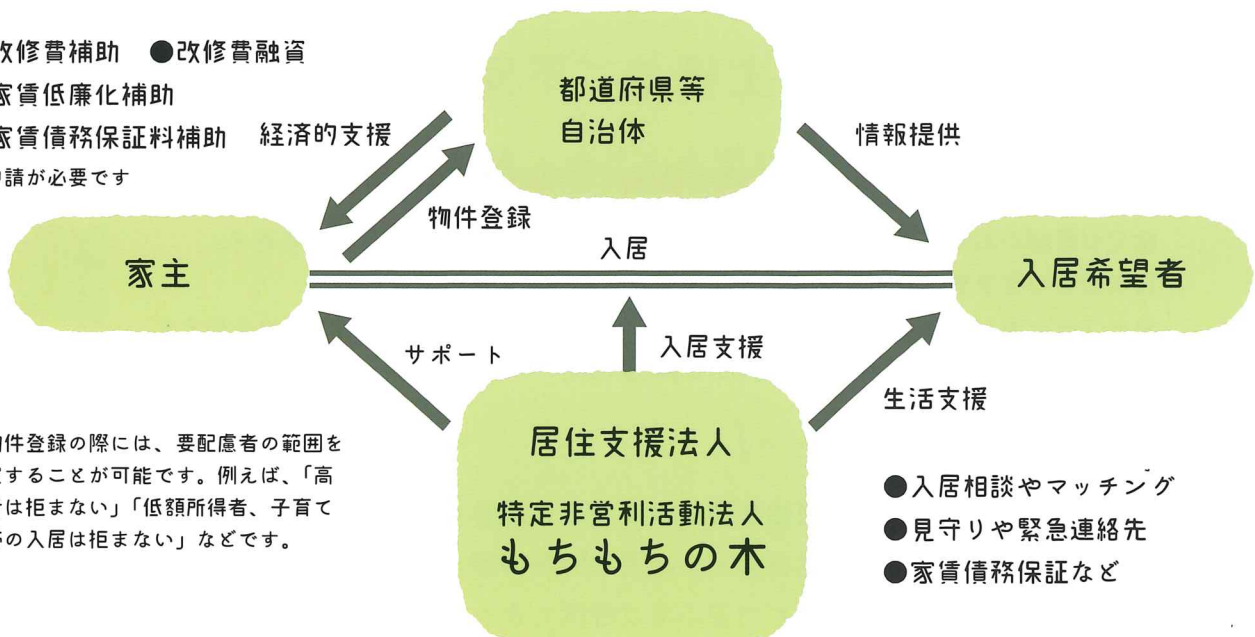 改修費補助 ●改修費融資
家賃低廉化補助
家賃債務保証料補助
申請が必要です
経済的支援
都道府県等
自治体
情報提供
物件登録
入居
家主
入居希望者
サポート
入居支援
生活支援
物件登録の際には、要配慮者の範囲を
することが可能です。例えば、「高
は拒まない」「低額所得者、子育て
の入居は拒まない」などです。
居住支援法人
特定非営利活動法人
もちもちの木
●入居相談やマッチング
●見守りや緊急連絡先
●家賃債務保証など